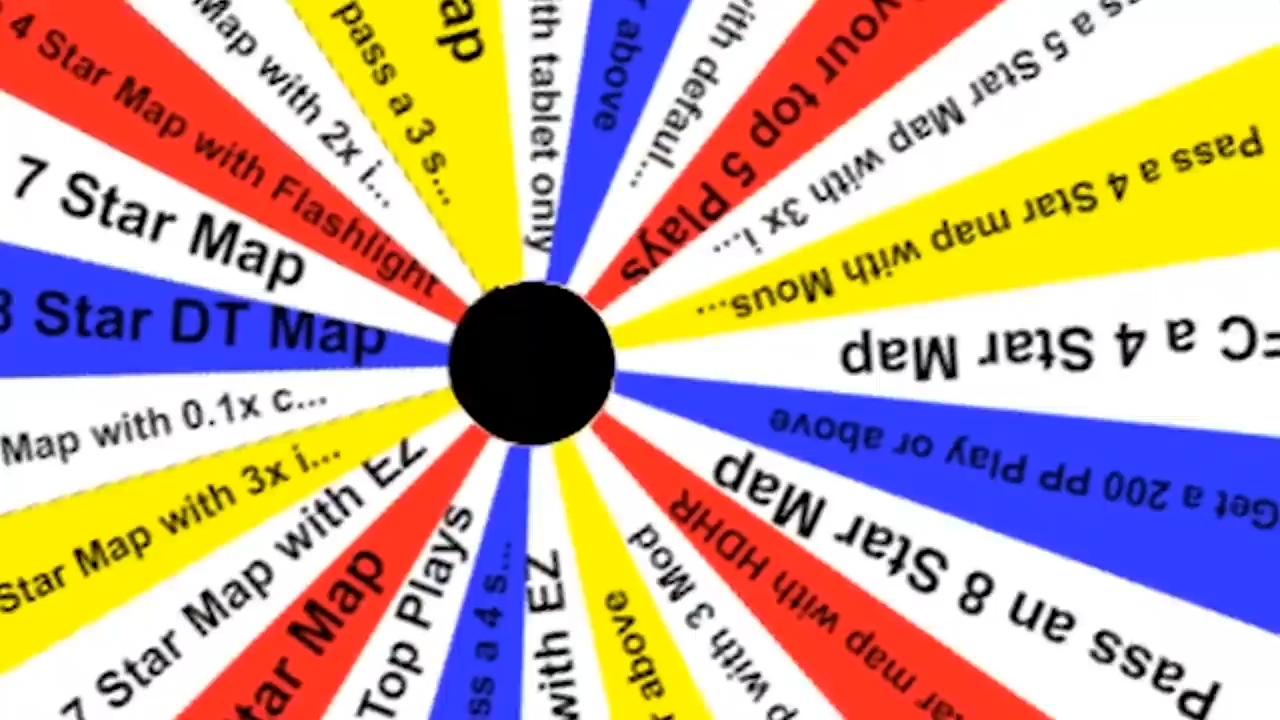 4 Star Map with Flashlight
Map with 2x i...
pass a 3 s...
ap
th tablet only
above
ith defaul...
your top 5 Plays
a 5 Star Map with 3x i...
Pass a 4 Star map with Mous...
FC a 4 Star Map
Get a 200 PP Play or above
Pass an 8 Star Map
ar map with HDHR
p with 3 Mod
r above
with EZ
ss a 4 s...
Top Plays
tar Map
7 Star Map with EZ
Star Map with 3x i...
Map with 0.1x c...
8 Star DT Map
7 Star Map